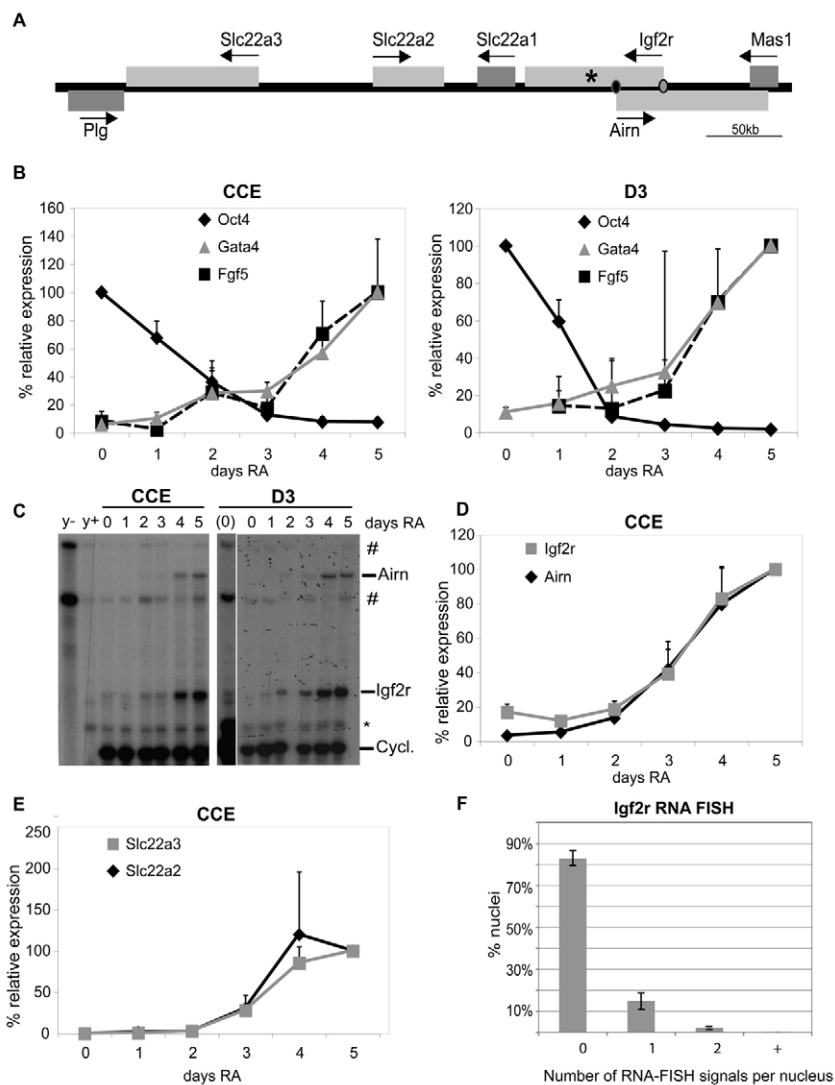 A
Slc22a3 Slc22a2 Slc22a1 Igf2r Mas1
*
Plg Airn 50kb
B
CCE
% relative expression
160
140
120
100
80
60
40
20
0
Oct4
Gata4
Fgf5
0 1 2 3 4 5
days RA
D3
% relative expression
120
100
80
60
40
20
0
Oct4
Gata4
Fgf5
0 1 2 3 4 5
days RA
C
CCE D3
y- y+ 0 1 2 3 4 5 (0) 0 1 2 3 4 5 days RA
#
Airn
#
Igf2r
*
Cycl.
D
CCE
% relative expression
120
100
80
60
40
20
0
Igf2r
Airn
0 1 2 3 4 5
days RA
E
CCE
% relative expression
250
200
150
100
50
0
Slc22a3
Slc22a2
0 1 2 3 4 5
days RA
F
Igf2r RNA FISH
% nuclei
90%
70%
50%
30%
10%
0 1 2 +
Number of RNA-FISH signals per nucleus